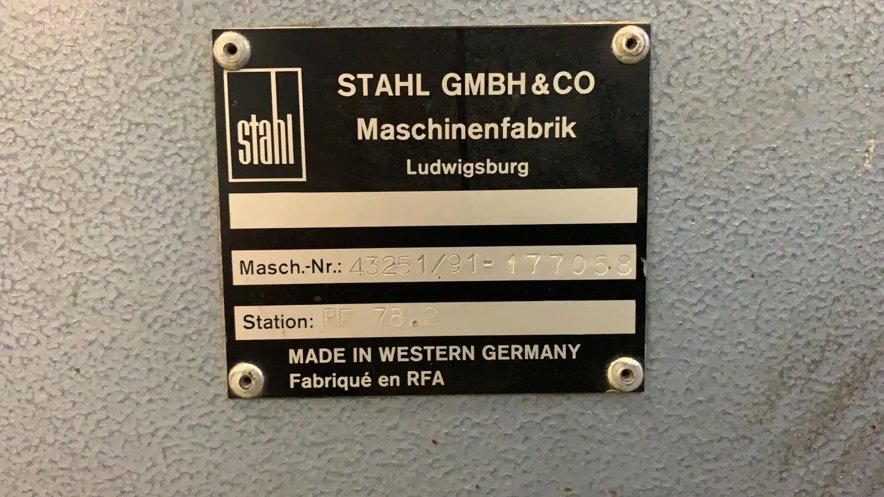 stahl
STAHL GMBH & CO
Maschinenfabrik
Ludwigsburg
Masch.-Nr.: 43251/91-177058
Station: RF 78.2
MADE IN WESTERN GERMANY
Fabriqué en RFA